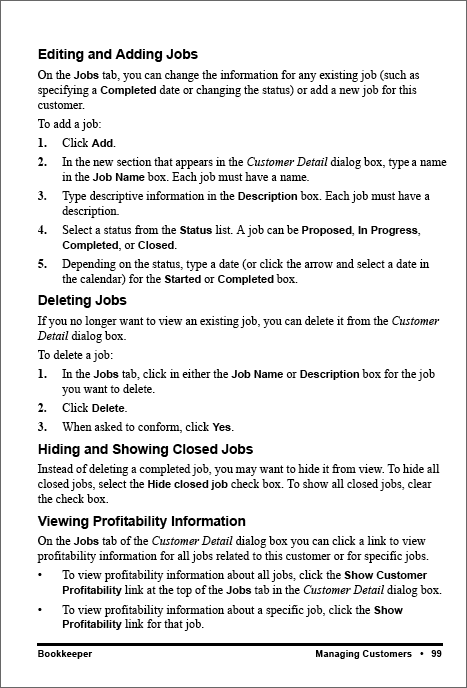 Editing and Adding Jobs
On the Jobs tab, you can change the information for any existing job (such as
specifying a Completed date or changing the status) or add a new job for this
customer.
To add a job:
1. Click Add.
2. In the new section that appears in the Customer Detail dialog box, type a name
in the Job Name box. Each job must have a name.
3. Type descriptive information in the Description box. Each job must have a
description.
4. Select a status from the Status list. A job can be Proposed, In Progress,
Completed, or Closed.
5. Depending on the status, type a date (or click the arrow and select a date in
the calendar) for the Started or Completed box.
Deleting Jobs
If you no longer want to view an existing job, you can delete it from the Customer
Detail dialog box.
To delete a job:
1. In the Jobs tab, click in either the Job Name or Description box for the job
you want to delete.
2. Click Delete.
3. When asked to conform, click Yes.
Hiding and Showing Closed Jobs
Instead of deleting a completed job, you may want to hide it from view. To hide all
closed jobs, select the Hide closed job check box. To show all closed jobs, clear
the check box.
Viewing Profitability Information
On the Jobs tab of the Customer Detail dialog box you can click a link to view
profitability information for all jobs related to this customer or for specific jobs.
• To view profitability information about all jobs, click the Show Customer
Profitability link at the top of the Jobs tab in the Customer Detail dialog box.
• To view profitability information about a specific job, click the Show
Profitability link for that job.
Bookkeeper Managing Customers • 99